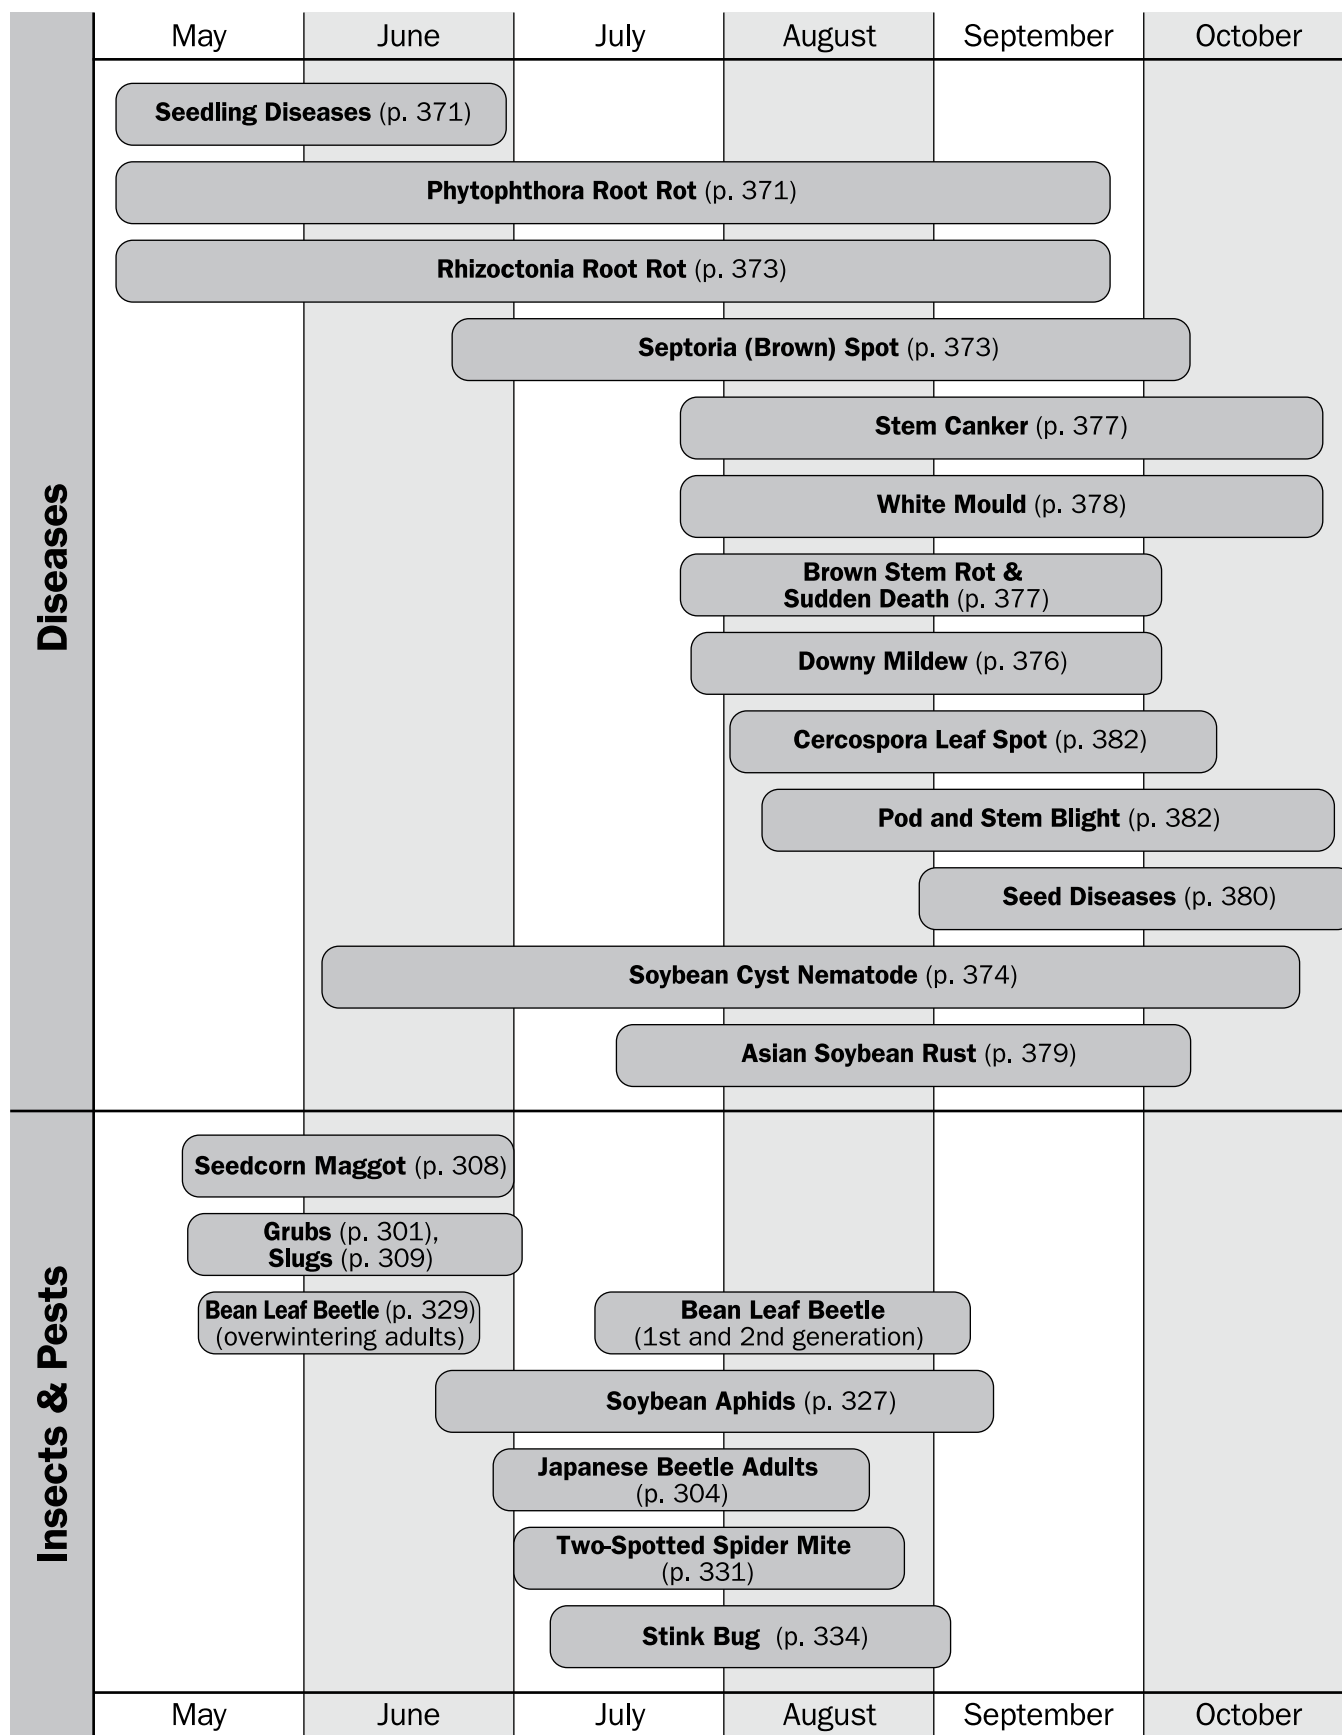 May June July August September October
Diseases
Seedling Diseases (p. 371)
Phytophthora Root Rot (p. 371)
Rhizoctonia Root Rot (p. 373)
Septoria (Brown) Spot (p. 373)
Stem Canker (p. 377)
White Mould (p. 378)
Brown Stem Rot &
Sudden Death (p. 377)
Downy Mildew (p. 376)
Cercospora Leaf Spot (p. 382)
Pod and Stem Blight (p. 382)
Seed Diseases (p. 380)
Soybean Cyst Nematode (p. 374)
Asian Soybean Rust (p. 379)
Insects & Pests
Seedcorn Maggot (p. 308)
Grubs (p. 301),
Slugs (p. 309)
Bean Leaf Beetle (p. 329)
(overwintering adults)
Bean Leaf Beetle
(1st and 2nd generation)
Soybean Aphids (p. 327)
Japanese Beetle Adults
(p. 304)
Two-Spotted Spider Mite
(p. 331)
Stink Bug (p. 334)
May June July August September October